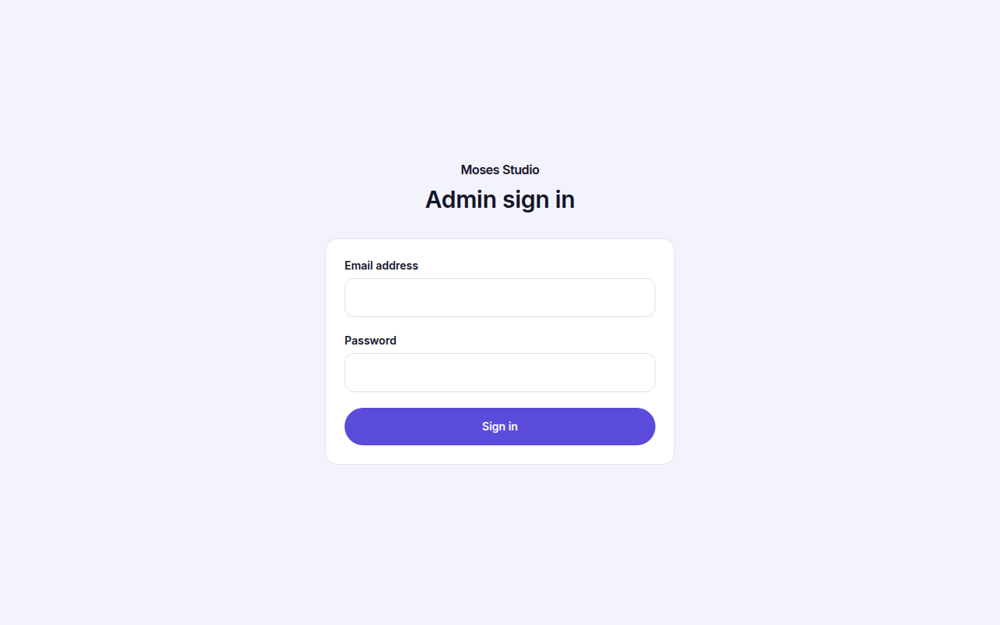 Moses Studio
Admin sign in
Email address
Password
Sign in